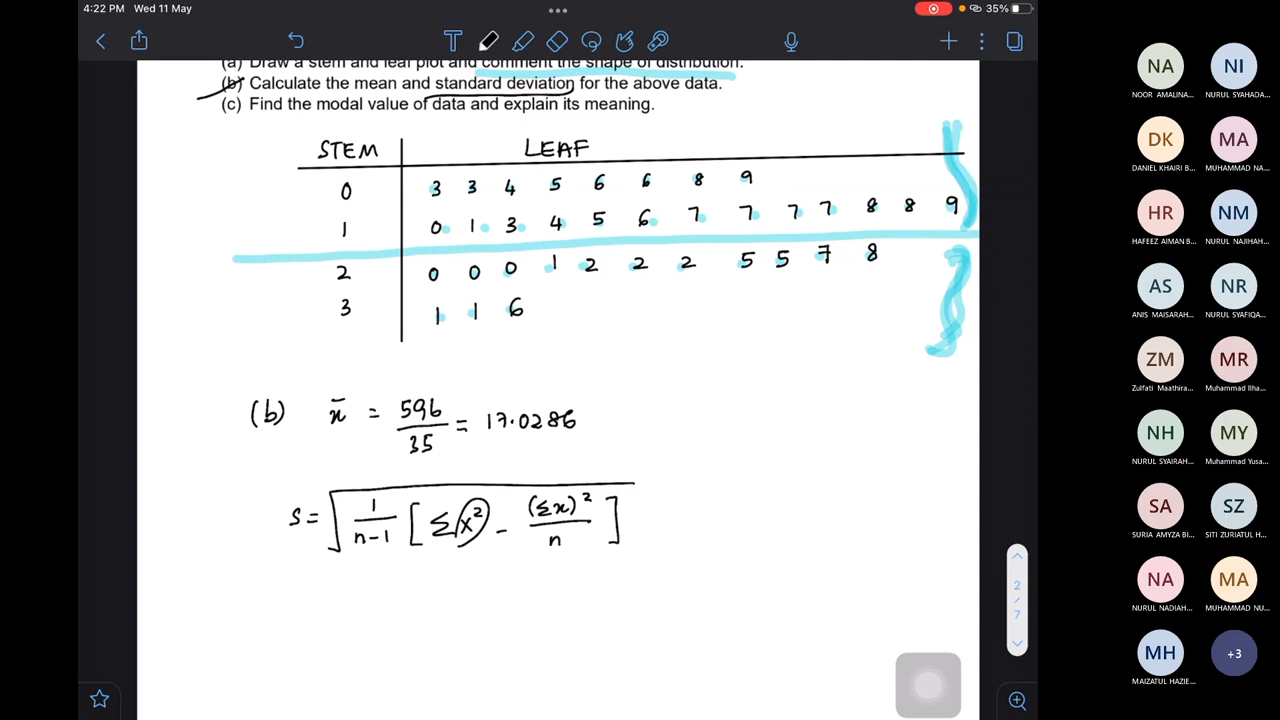 4:22 PM Wed 11 May
35%
(a) Draw a stem and leaf plot and comment the shape of distribution.
(b) Calculate the mean and standard deviation for the above data.
(c) Find the modal value of data and explain its meaning.
STEM LEAF
0 3 3 4 5 6 6 8 9
1 0 1 3 4 5 6 7 7 7 7 8 8 9
2 0 0 0 1 2 2 2 5 5 7 8
3 1 1 6
(b) x̄ = 596/35 = 17.0286
s = √(1/(n-1) [Σx² - (Σx)²/n])
2
/
7
NA NI
NOOR AMALINA... NURUL SYAHADA...
DK MA
DANIEL KHAIRI B... MUHAMMAD NA...
HR NM
HAFEEZ AIMAN B... NURUL NAJIHAH...
AS NR
ANIS MAISARAH... NURUL SYAFIQA...
ZM MR
Zulfati Maathira... Muhammad Ilha...
NH MY
NURUL SYAIRAH... Muhammad Yusa...
SA SZ
SURIA AMYZA BI... SITI ZURIATUL H...
NA MA
NURUL NADIAH... MUHAMMAD NU...
MH +3
MAIZATUL HAZIE...